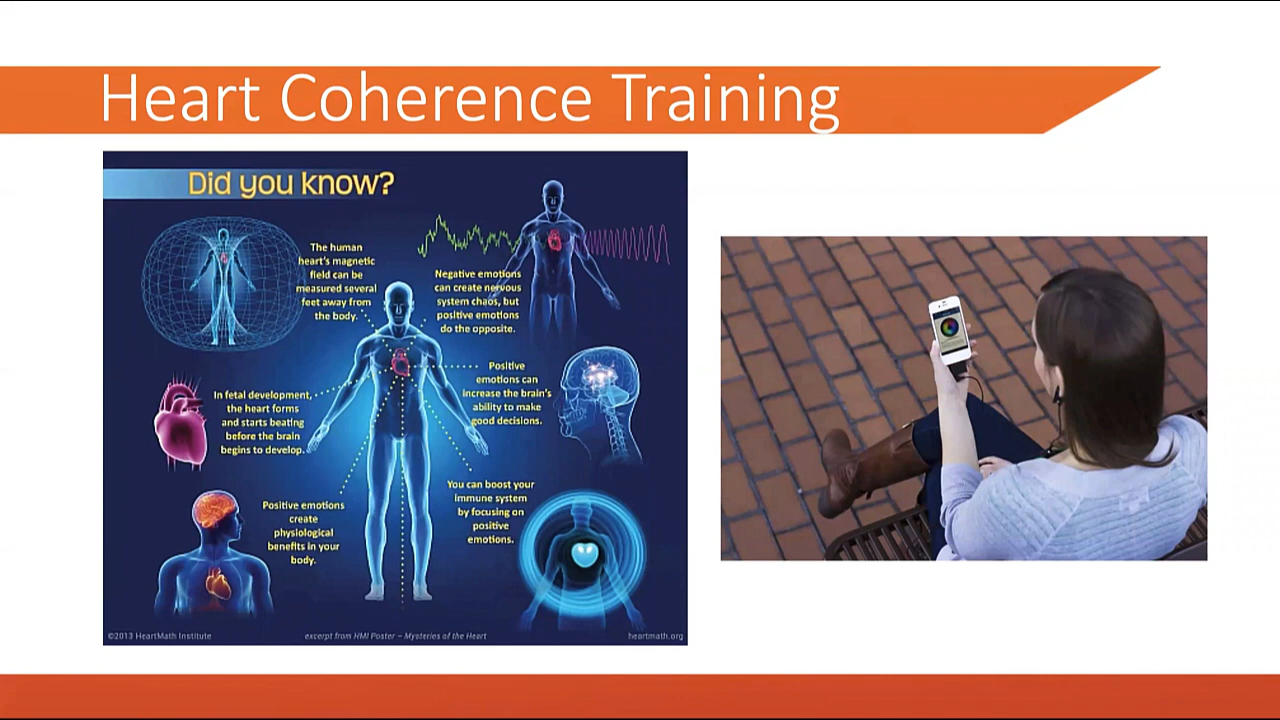 Heart Coherence Training
Did you know?
The human
heart's magnetic
field can be
measured several
feet away from
the body.
Negative emotions
can create nervous
system chaos, but
positive emotions
do the opposite.
Positive
emotions can
increase the brain's
ability to make
good decisions.
In fetal development,
the heart forms
and starts beating
before the brain
begins to develop.
You can boost your
immune system
by focusing on
positive
emotions.
Positive emotions
create
physiological
benefits in your
body.
©2013 HeartMath Institute
excerpt from HMI Poster – Mysteries of the Heart
heartmath.org